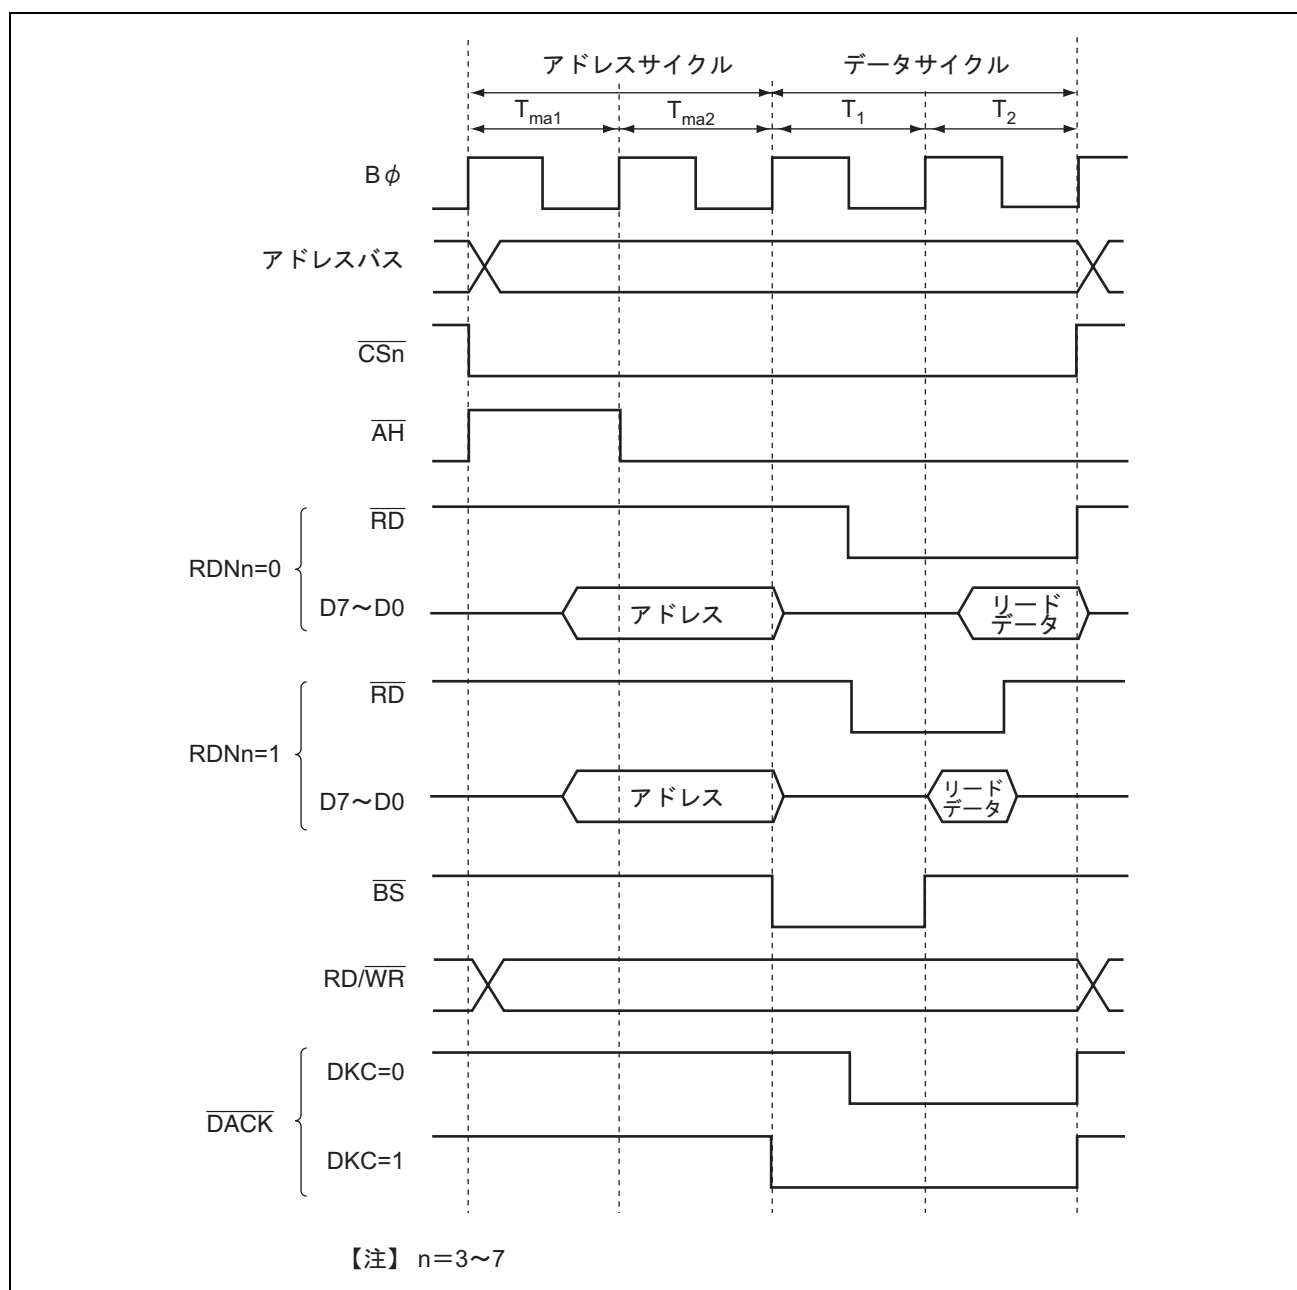 アドレスサイクル データサイクル
Tma1 Tma2 T1 T2
Bφ
アドレスバス
CSn
AH
RD
RDNn=0
D7～D0 アドレス リード
データ
RD
RDNn=1
D7～D0 アドレス リード
データ
BS
RD/WR
DKC=0
DACK
DKC=1
【注】 n＝3～7